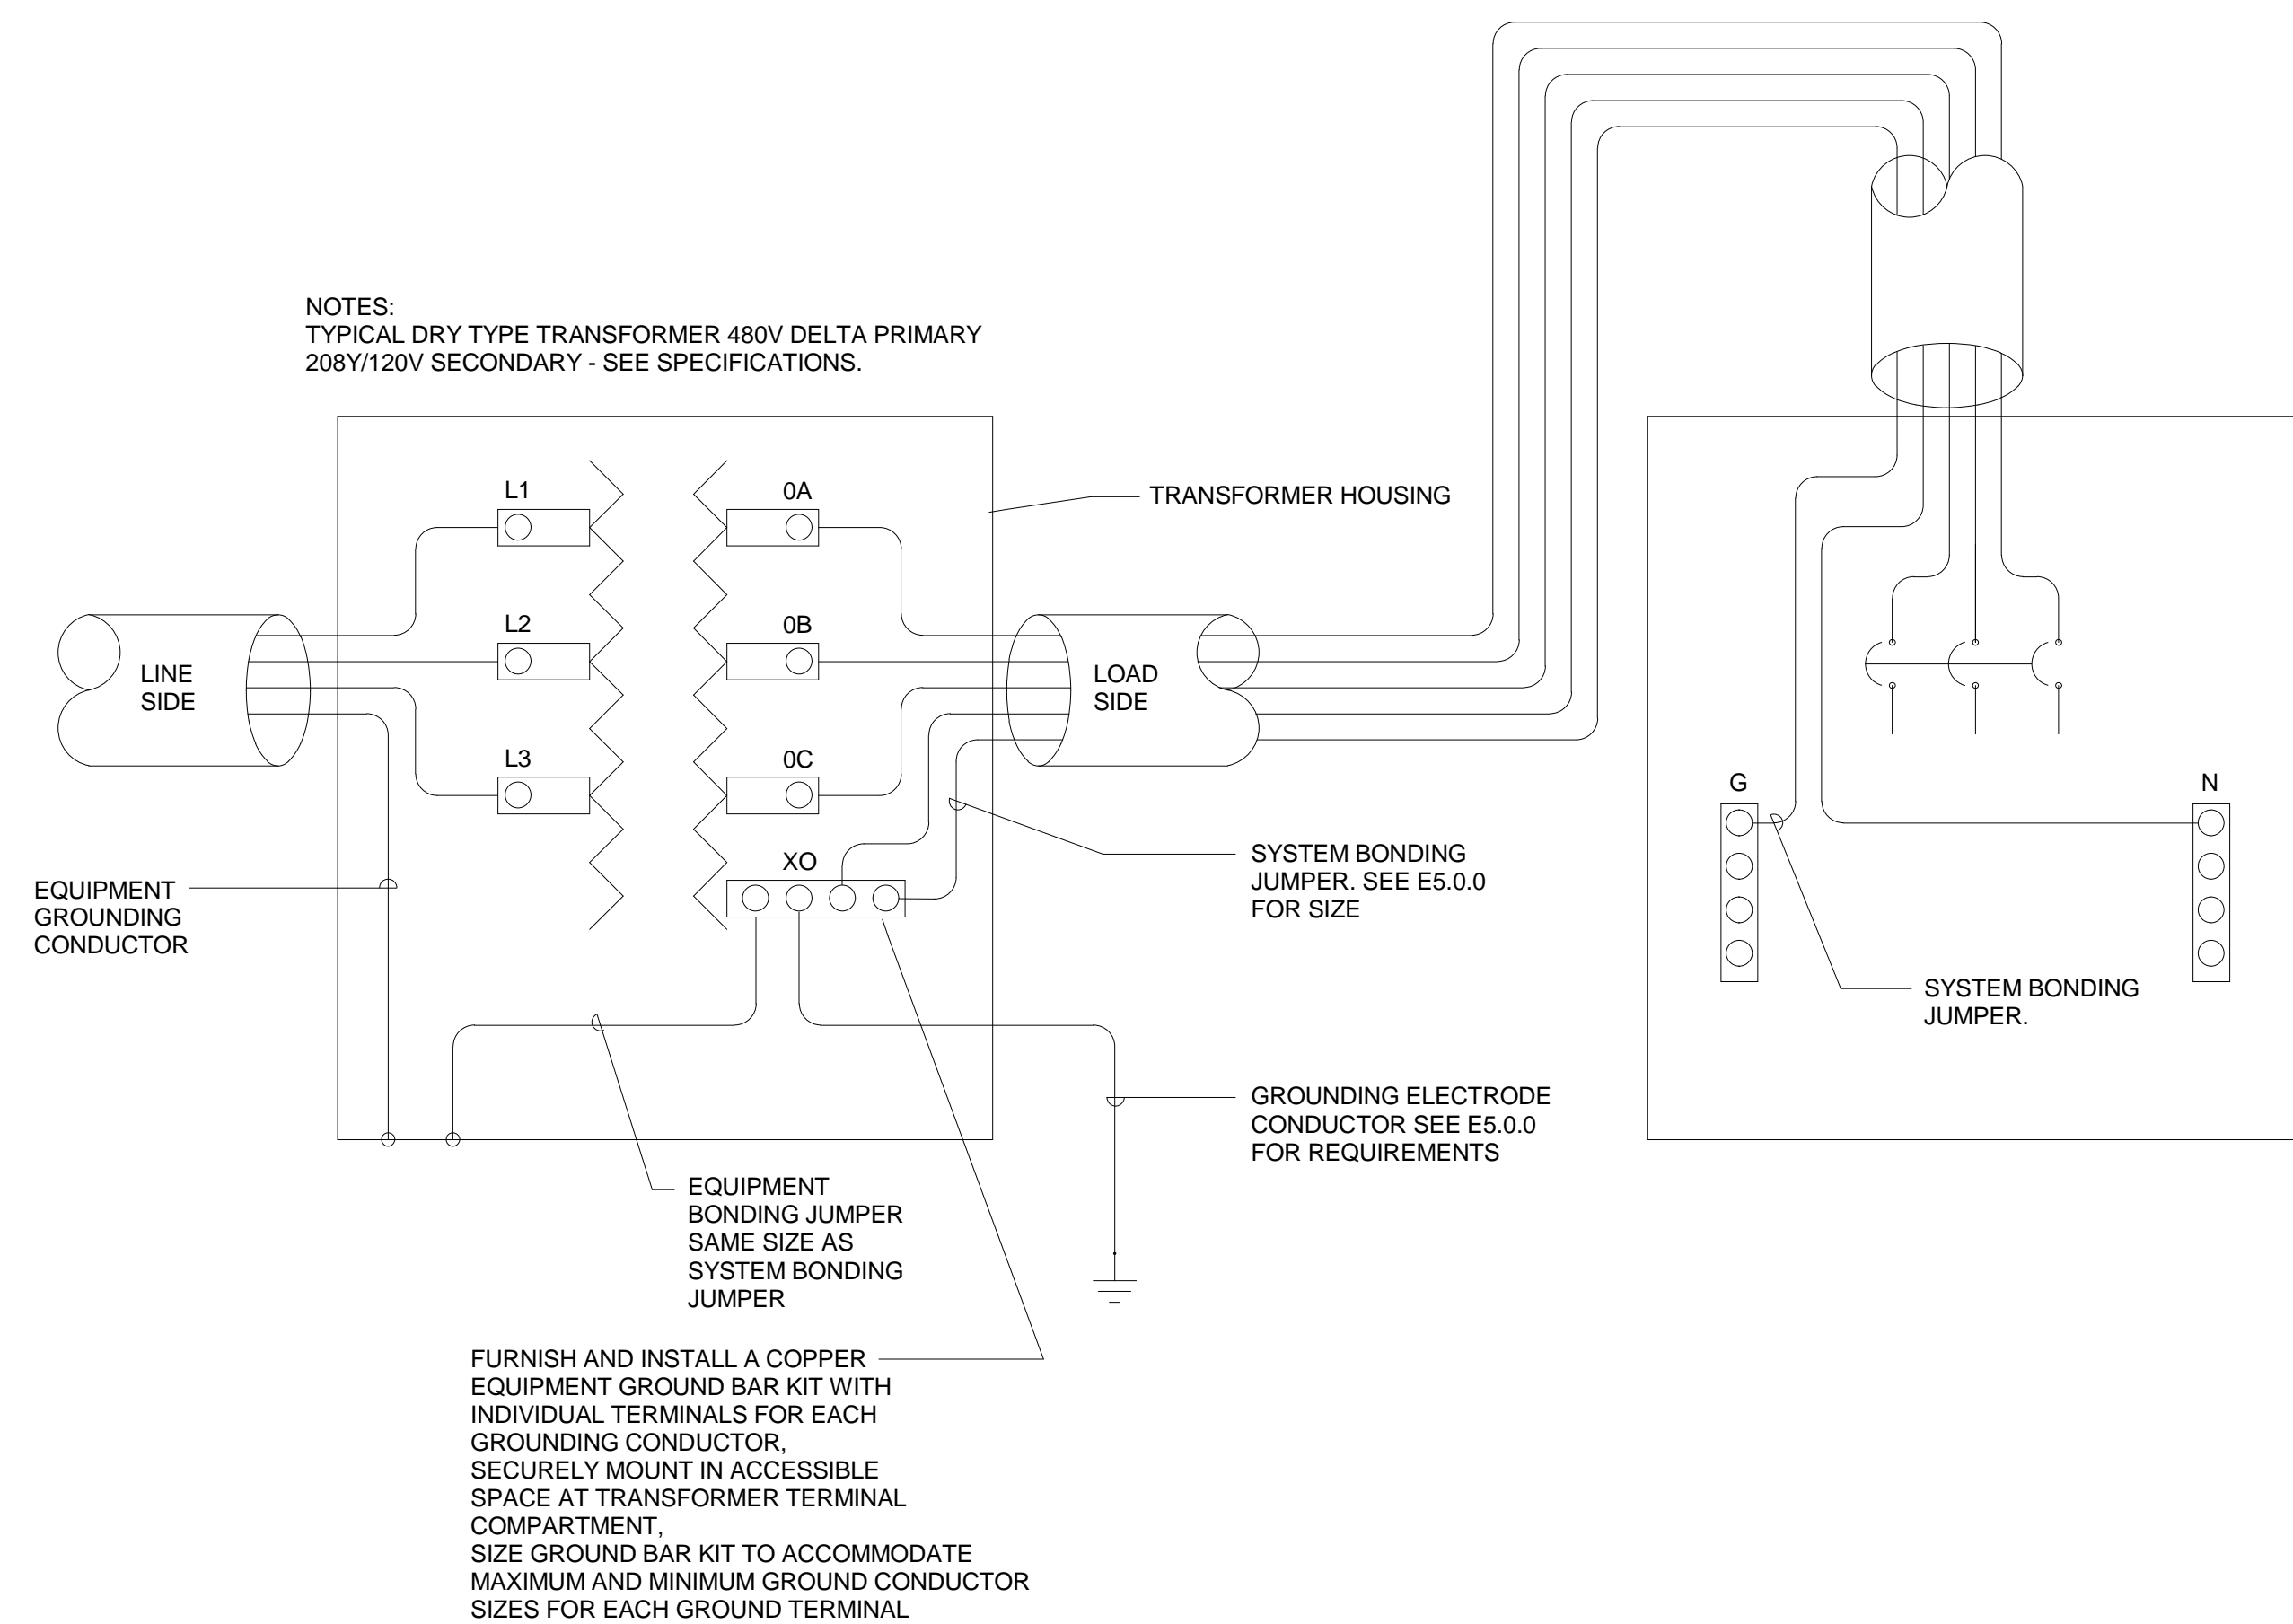 NOTES:
TYPICAL DRY TYPE TRANSFORMER 480V DELTA PRIMARY
208Y/120V SECONDARY - SEE SPECIFICATIONS.
L1
0A
TRANSFORMER HOUSING
L2
0B
LINE
SIDE
LOAD
SIDE
L3
0C
G
N
XO
SYSTEM BONDING
JUMPER. SEE E5.0.0
FOR SIZE
EQUIPMENT
GROUNDING
CONDUCTOR
SYSTEM BONDING
JUMPER.
GROUNDING ELECTRODE
CONDUCTOR SEE E5.0.0
FOR REQUIREMENTS
EQUIPMENT
BONDING JUMPER
SAME SIZE AS
SYSTEM BONDING
JUMPER
FURNISH AND INSTALL A COPPER
EQUIPMENT GROUND BAR KIT WITH
INDIVIDUAL TERMINALS FOR EACH
GROUNDING CONDUCTOR,
SECURELY MOUNT IN ACCESSIBLE
SPACE AT TRANSFORMER TERMINAL
COMPARTMENT,
SIZE GROUND BAR KIT TO ACCOMMODATE
MAXIMUM AND MINIMUM GROUND CONDUCTOR
SIZES FOR EACH GROUND TERMINAL